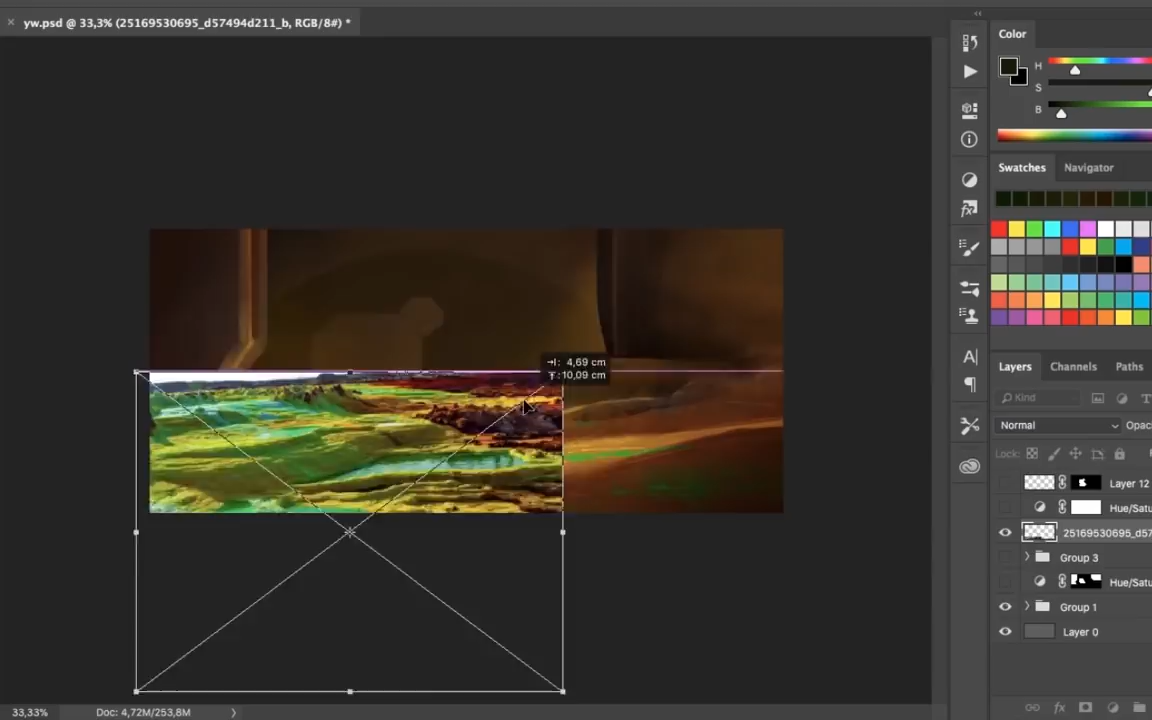 × yw.psd @ 33,3% (25169530695_d57494d211_b, RGB/8#) *
Color
H
S
B
Swatches Navigator
→|: 4,69 cm
10,09 cm
Layers Channels Paths
Kind
Normal Opac
Lock:
Layer 12
Hue/Satu
25169530695_d57
Group 3
Hue/Satu
Group 1
Layer 0
33,33% Doc: 4,72M/253,8M